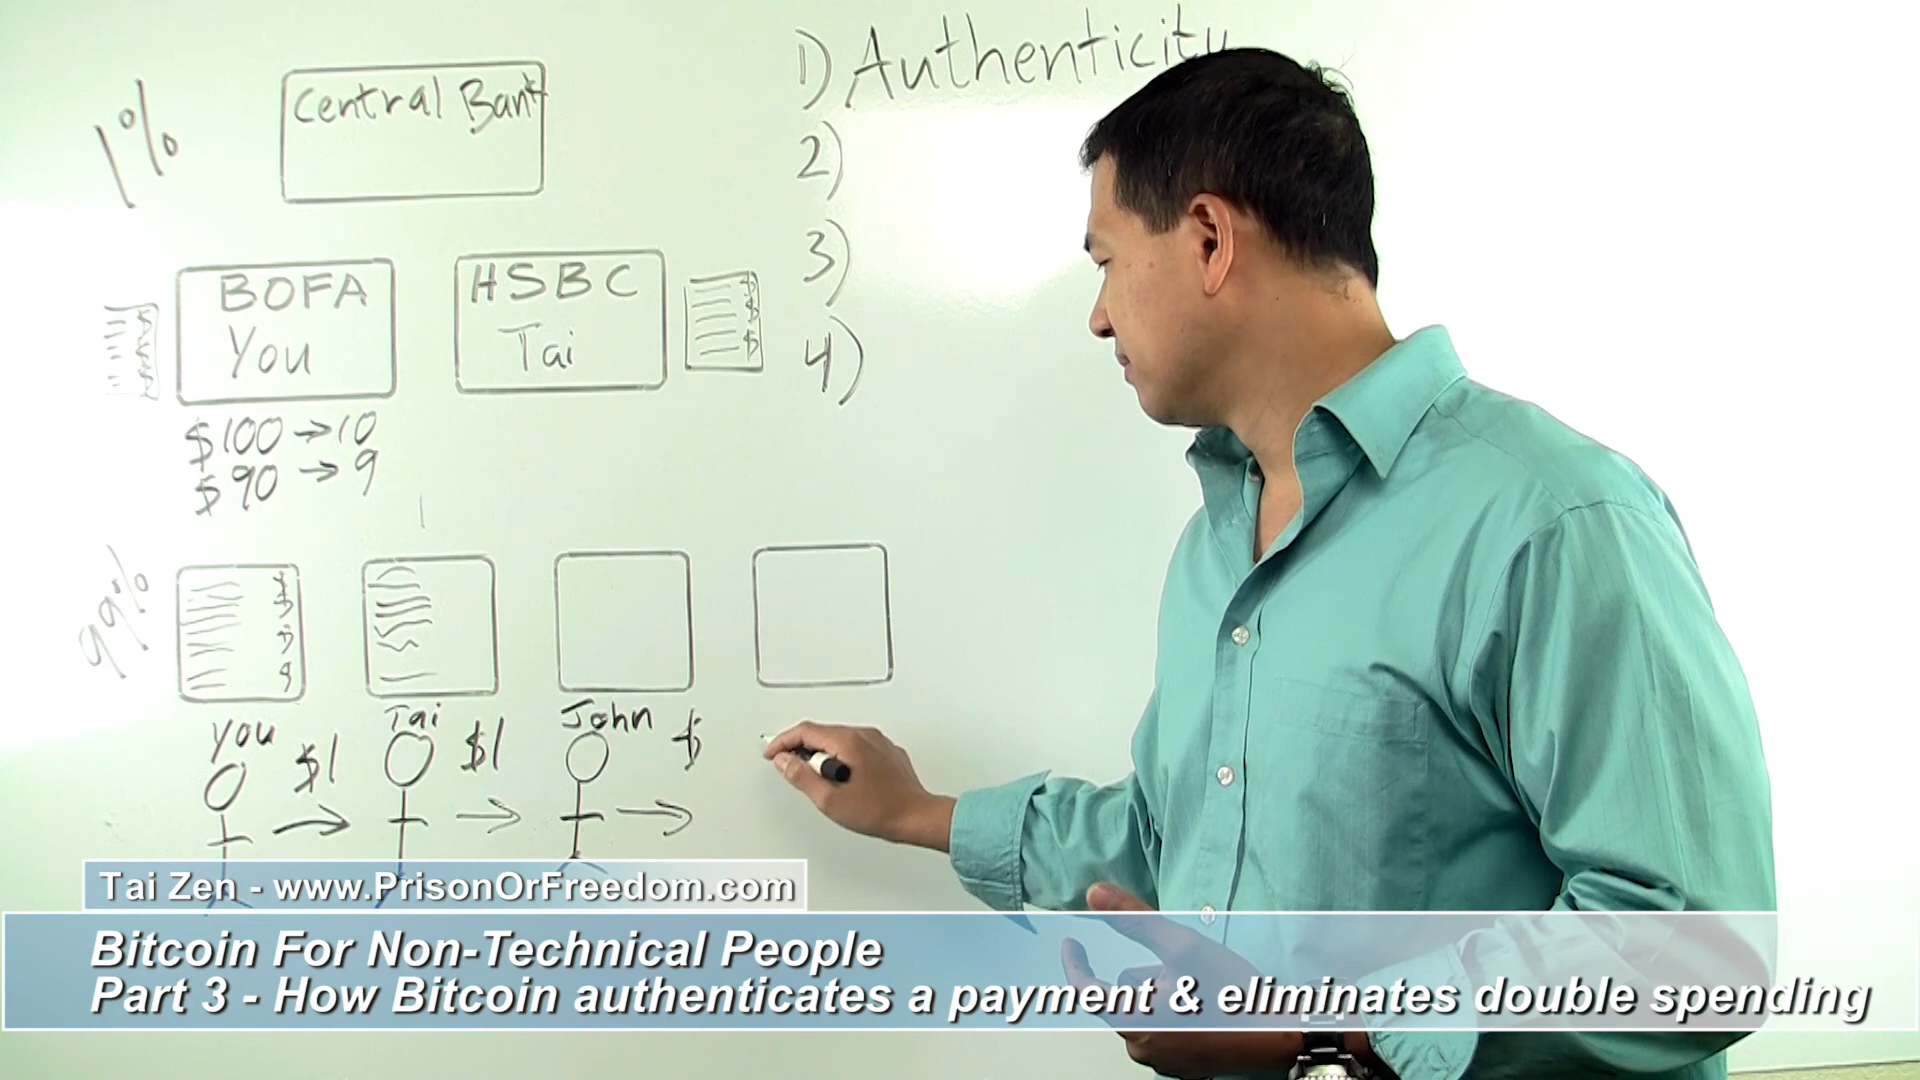 1%
Central Bank
1) Authenticity
2)
3)
4)
BOFA
You
HSBC
Tai
$ $ $
$100 → 10
$90 → 9
99%
You
$1
Tai
$1
John
$
Tai Zen - www.PrisonOrFreedom.com
Bitcoin For Non-Technical People
Part 3 - How Bitcoin authenticates a payment & eliminates double spending